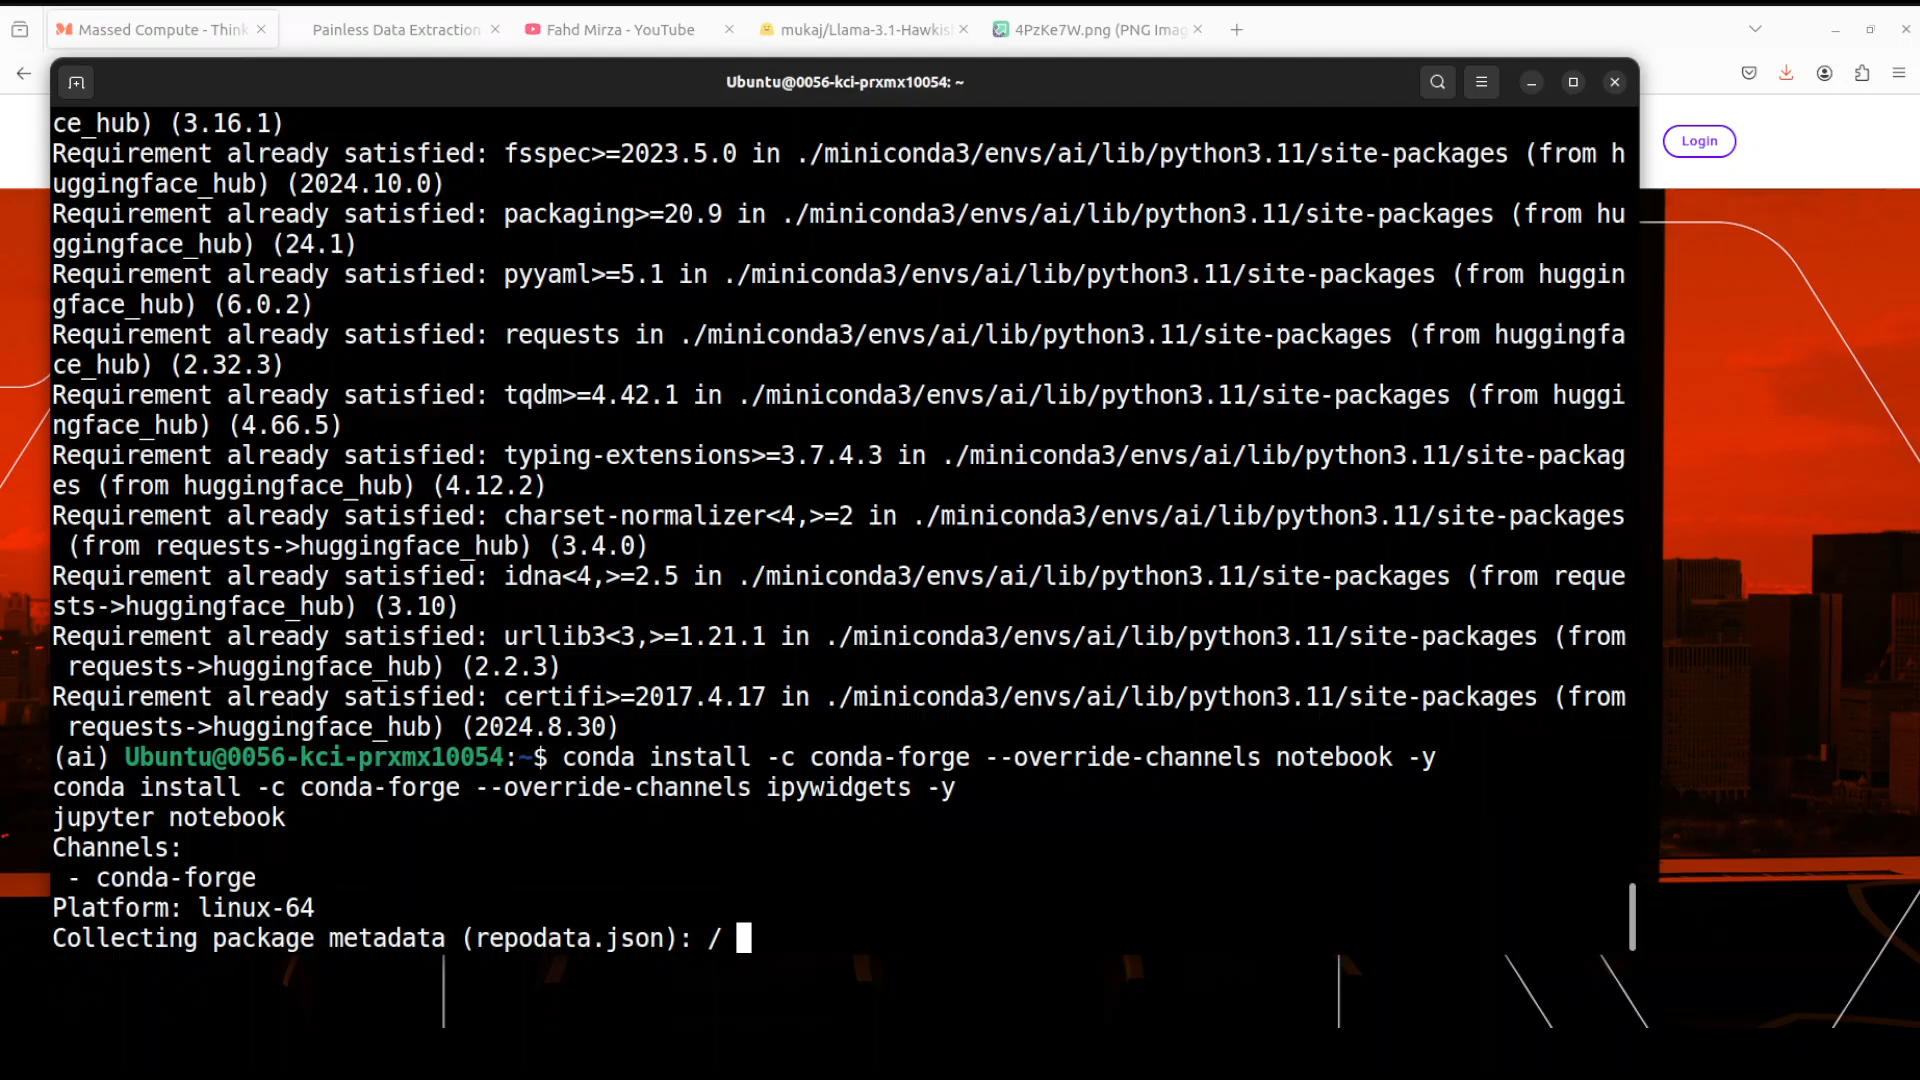 Massed Compute - Think
Painless Data Extraction
Fahd Mirza - YouTube
mukaj/Llama-3.1-Hawkis
4PzKe7W.png (PNG Imag
Ubuntu@0056-kci-prxmx10054: ~
Login
ce_hub) (3.16.1)
Requirement already satisfied: fsspec>=2023.5.0 in ./miniconda3/envs/ai/lib/python3.11/site-packages (from h
uggingface_hub) (2024.10.0)
Requirement already satisfied: packaging>=20.9 in ./miniconda3/envs/ai/lib/python3.11/site-packages (from hu
ggingface_hub) (24.1)
Requirement already satisfied: pyyaml>=5.1 in ./miniconda3/envs/ai/lib/python3.11/site-packages (from huggin
gface_hub) (6.0.2)
Requirement already satisfied: requests in ./miniconda3/envs/ai/lib/python3.11/site-packages (from huggingfa
ce_hub) (2.32.3)
Requirement already satisfied: tqdm>=4.42.1 in ./miniconda3/envs/ai/lib/python3.11/site-packages (from huggi
ngface_hub) (4.66.5)
Requirement already satisfied: typing-extensions>=3.7.4.3 in ./miniconda3/envs/ai/lib/python3.11/site-packag
es (from huggingface_hub) (4.12.2)
Requirement already satisfied: charset-normalizer<4,>=2 in ./miniconda3/envs/ai/lib/python3.11/site-packages
(from requests->huggingface_hub) (3.4.0)
Requirement already satisfied: idna<4,>=2.5 in ./miniconda3/envs/ai/lib/python3.11/site-packages (from reque
sts->huggingface_hub) (3.10)
Requirement already satisfied: urllib3<3,>=1.21.1 in ./miniconda3/envs/ai/lib/python3.11/site-packages (from
requests->huggingface_hub) (2.2.3)
Requirement already satisfied: certifi>=2017.4.17 in ./miniconda3/envs/ai/lib/python3.11/site-packages (from
requests->huggingface_hub) (2024.8.30)
(ai) Ubuntu@0056-kci-prxmx10054:~$ conda install -c conda-forge --override-channels notebook -y
conda install -c conda-forge --override-channels ipywidgets -y
jupyter notebook
Channels:
- conda-forge
Platform: linux-64
Collecting package metadata (repodata.json): /